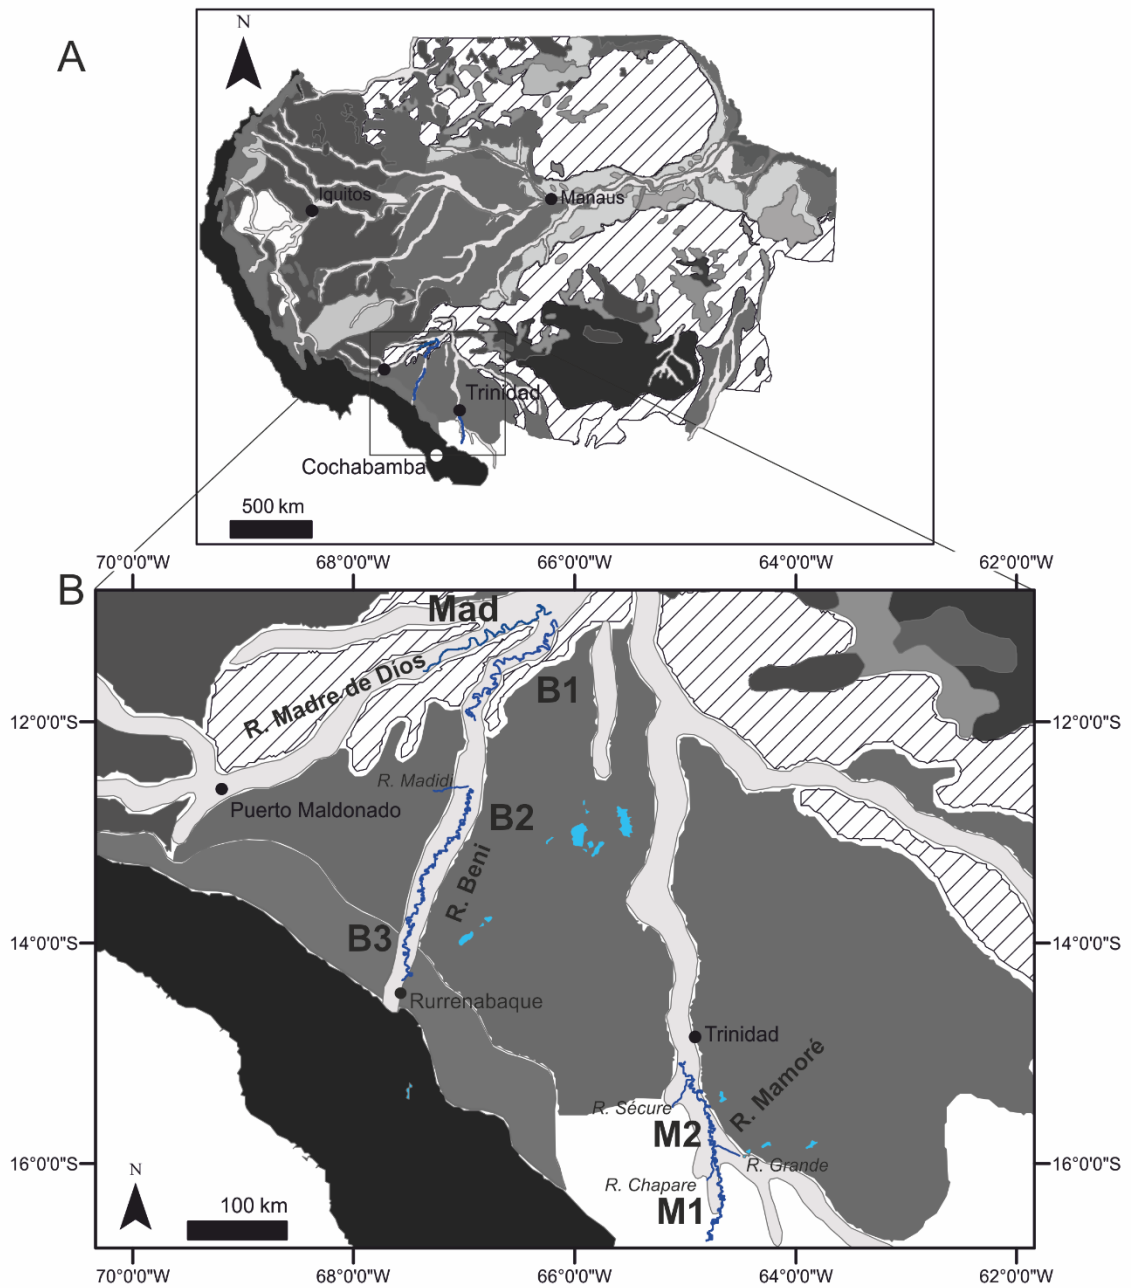 A
N
Iquitos
Manaus
Trinidad
Cochabamba
500 km
70°0'0"W
68°0'0"W
66°0'0"W
64°0'0"W
62°0'0"W
B
Mad
R. Madre de Dios
B1
12°0'0"S
12°0'0"S
R. Madidi
Puerto Maldonado
B2
R. Beni
B3
14°0'0"S
14°0'0"S
Rurrenabaque
Trinidad
R. Mamoré
R. Sécure
M2
16°0'0"S
16°0'0"S
R. Grande
R. Chapare
M1
N
100 km
70°0'0"W
68°0'0"W
66°0'0"W
64°0'0"W
62°0'0"W